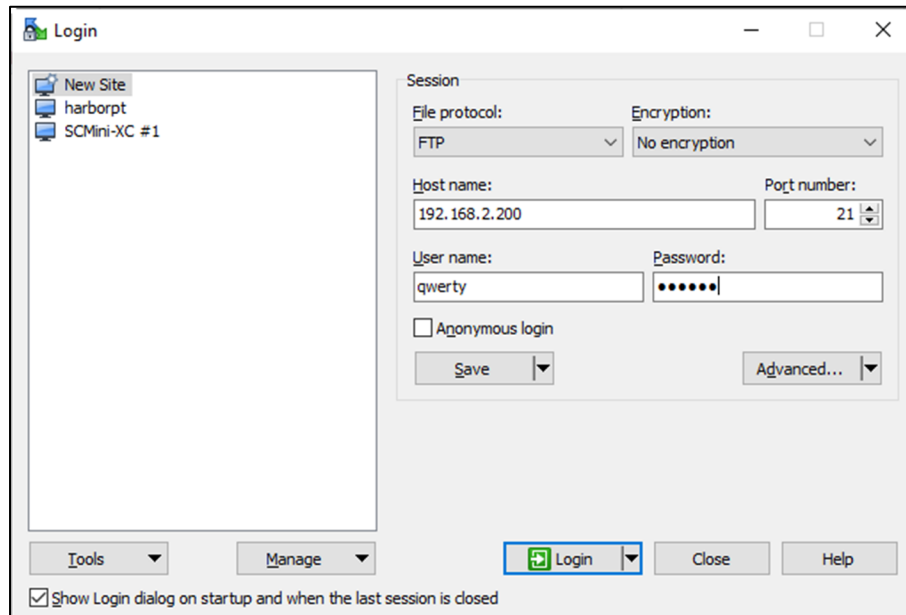 Login
New Site
harborpt
SCMini-XC #1
Session
File protocol: Encryption:
FTP No encryption
Host name: Port number:
192.168.2.200 21
User name: Password:
qwerty ••••••
Anonymous login
Save Advanced...
Tools Manage Login Close Help
Show Login dialog on startup and when the last session is closed